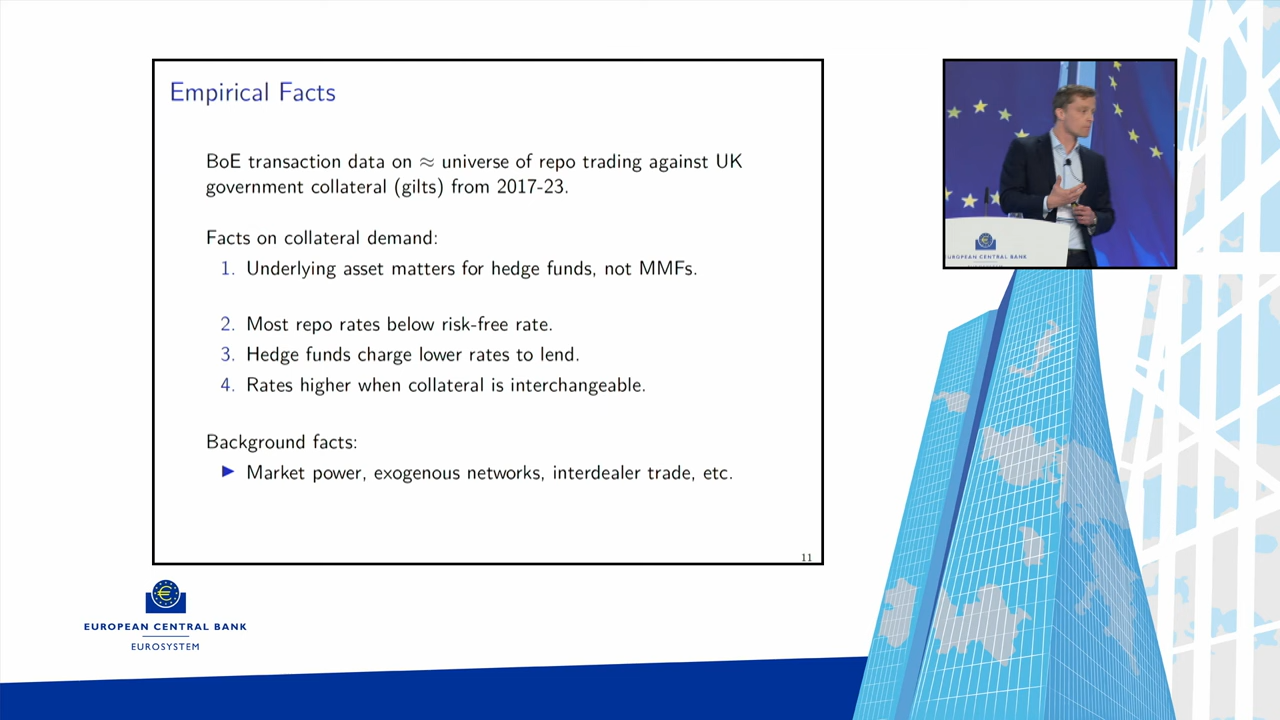 Empirical Facts
BoE transaction data on ≈ universe of repo trading against UK
government collateral (gilts) from 2017-23.
Facts on collateral demand:
1. Underlying asset matters for hedge funds, not MMFs.
2. Most repo rates below risk-free rate.
3. Hedge funds charge lower rates to lend.
4. Rates higher when collateral is interchangeable.
Background facts:
▶ Market power, exogenous networks, interdealer trade, etc.
11
EUROPEAN CENTRAL BANK
EUROPEAN CENTRAL BANK
EUROSYSTEM